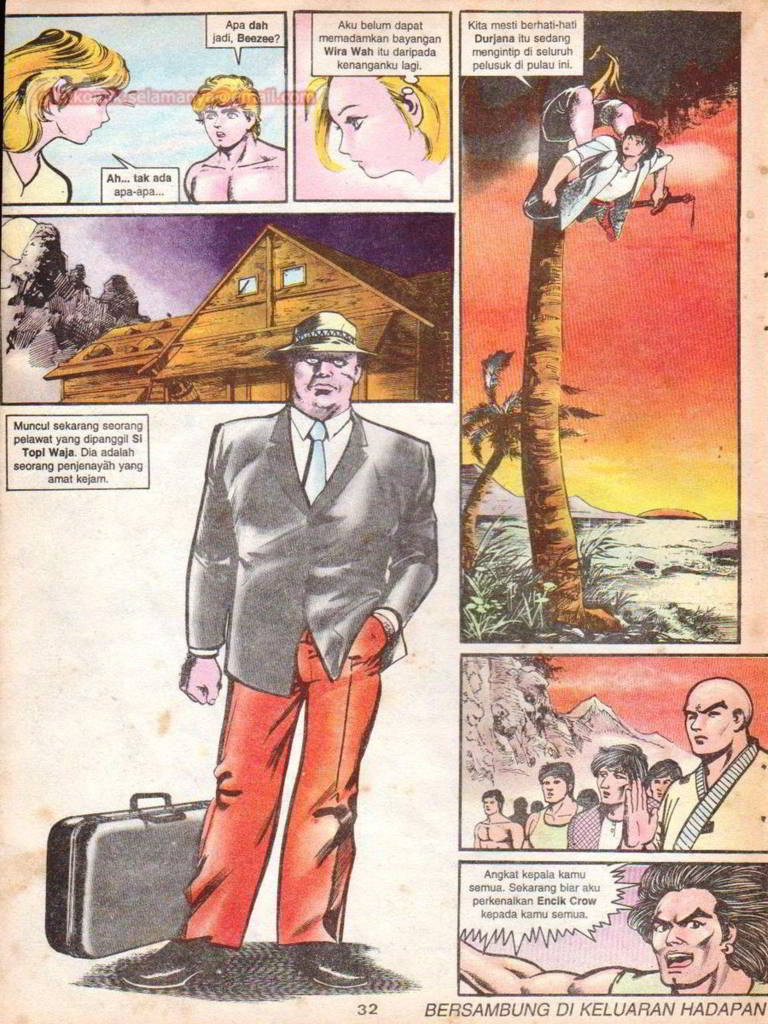 Apa dah
jadi, Beezee?
Ah... tak ada
apa-apa...
Aku belum dapat
memadamkan bayangan
Wira Wah itu daripada
kenanganku lagi.
Kita mesti berhati-hati
Durjana itu sedang
mengintip di seluruh
pelusuk di pulau ini.
Muncul sekarang seorang
pelawat yang dipanggil Si
Topi Waja. Dia adalah
seorang penjenayah yang
amat kejam.
Angkat kepala kamu
semua. Sekarang biar aku
perkenalkan Encik Crow
kepada kamu semua.
32
BERSAMBUNG DI KELUARAN HADAPAN